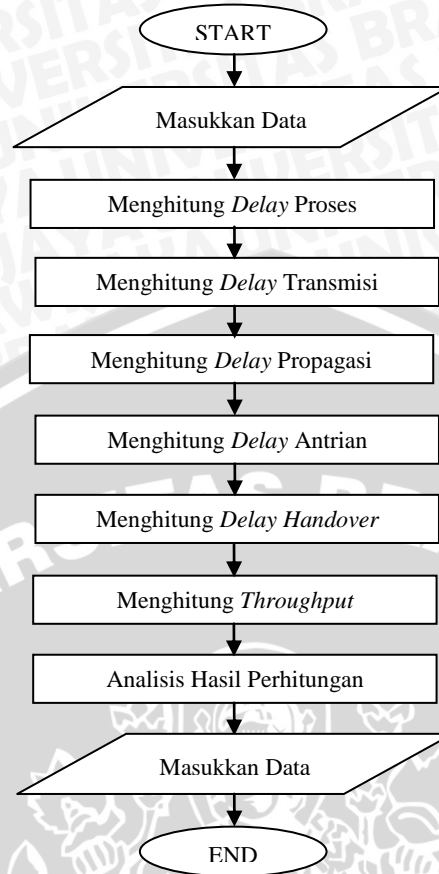 START
Masukkan Data
Menghitung Delay Proses
Menghitung Delay Transmisi
Menghitung Delay Propagasi
Menghitung Delay Antrian
Menghitung Delay Handover
Menghitung Throughput
Analisis Hasil Perhitungan
Masukkan Data
END